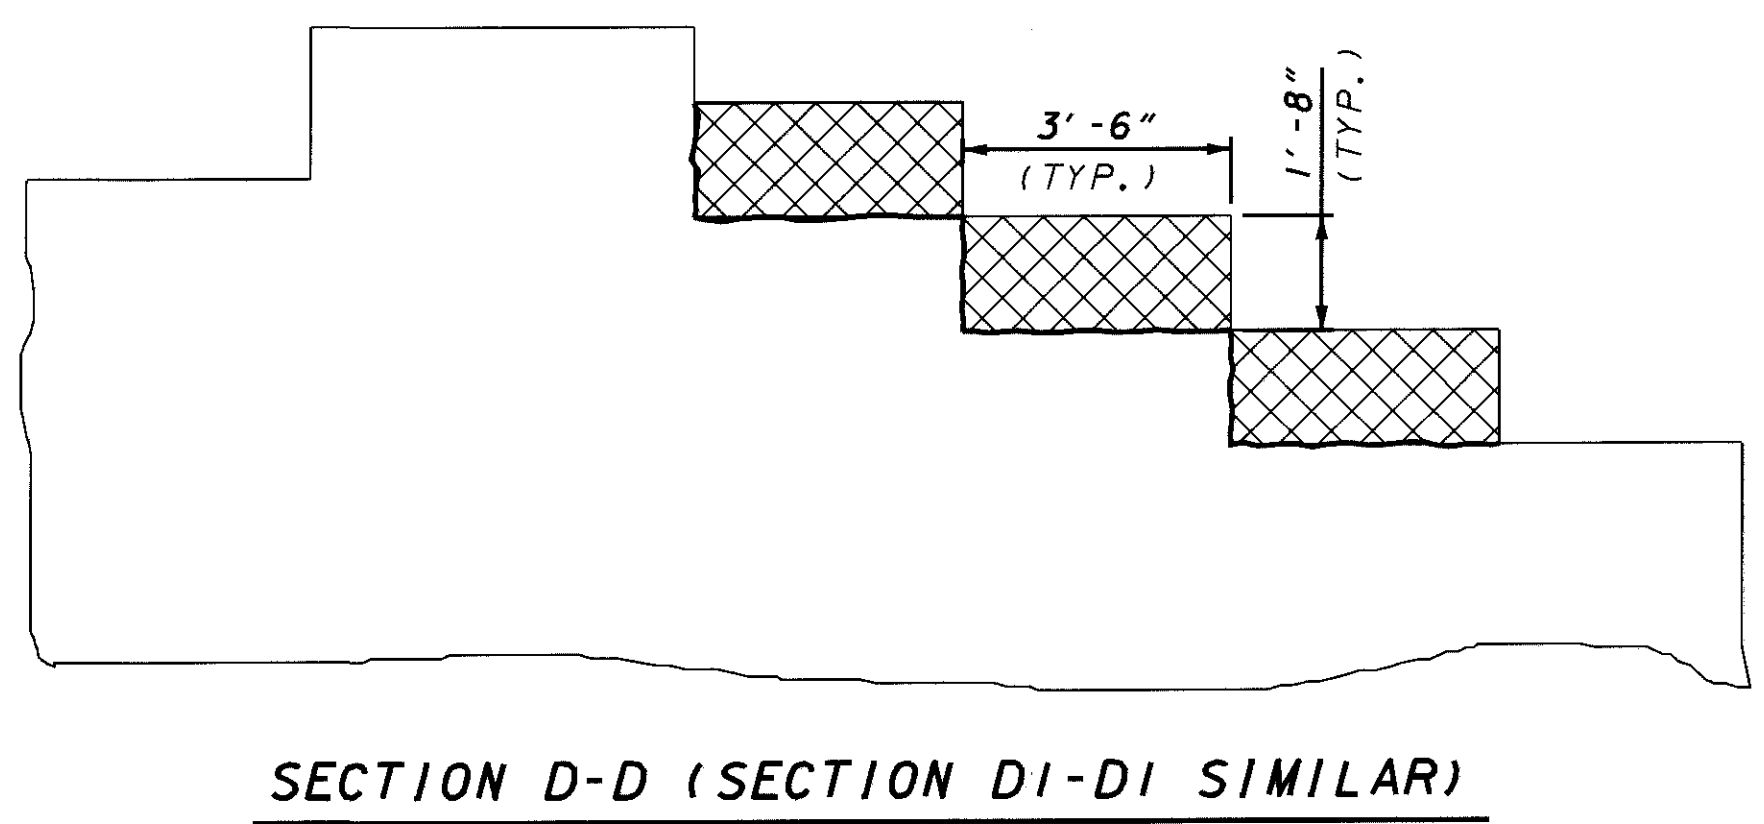 3'-6"
(TYP.)
1'-8"
(TYP.)
SECTION D-D (SECTION D1-D1 SIMILAR)